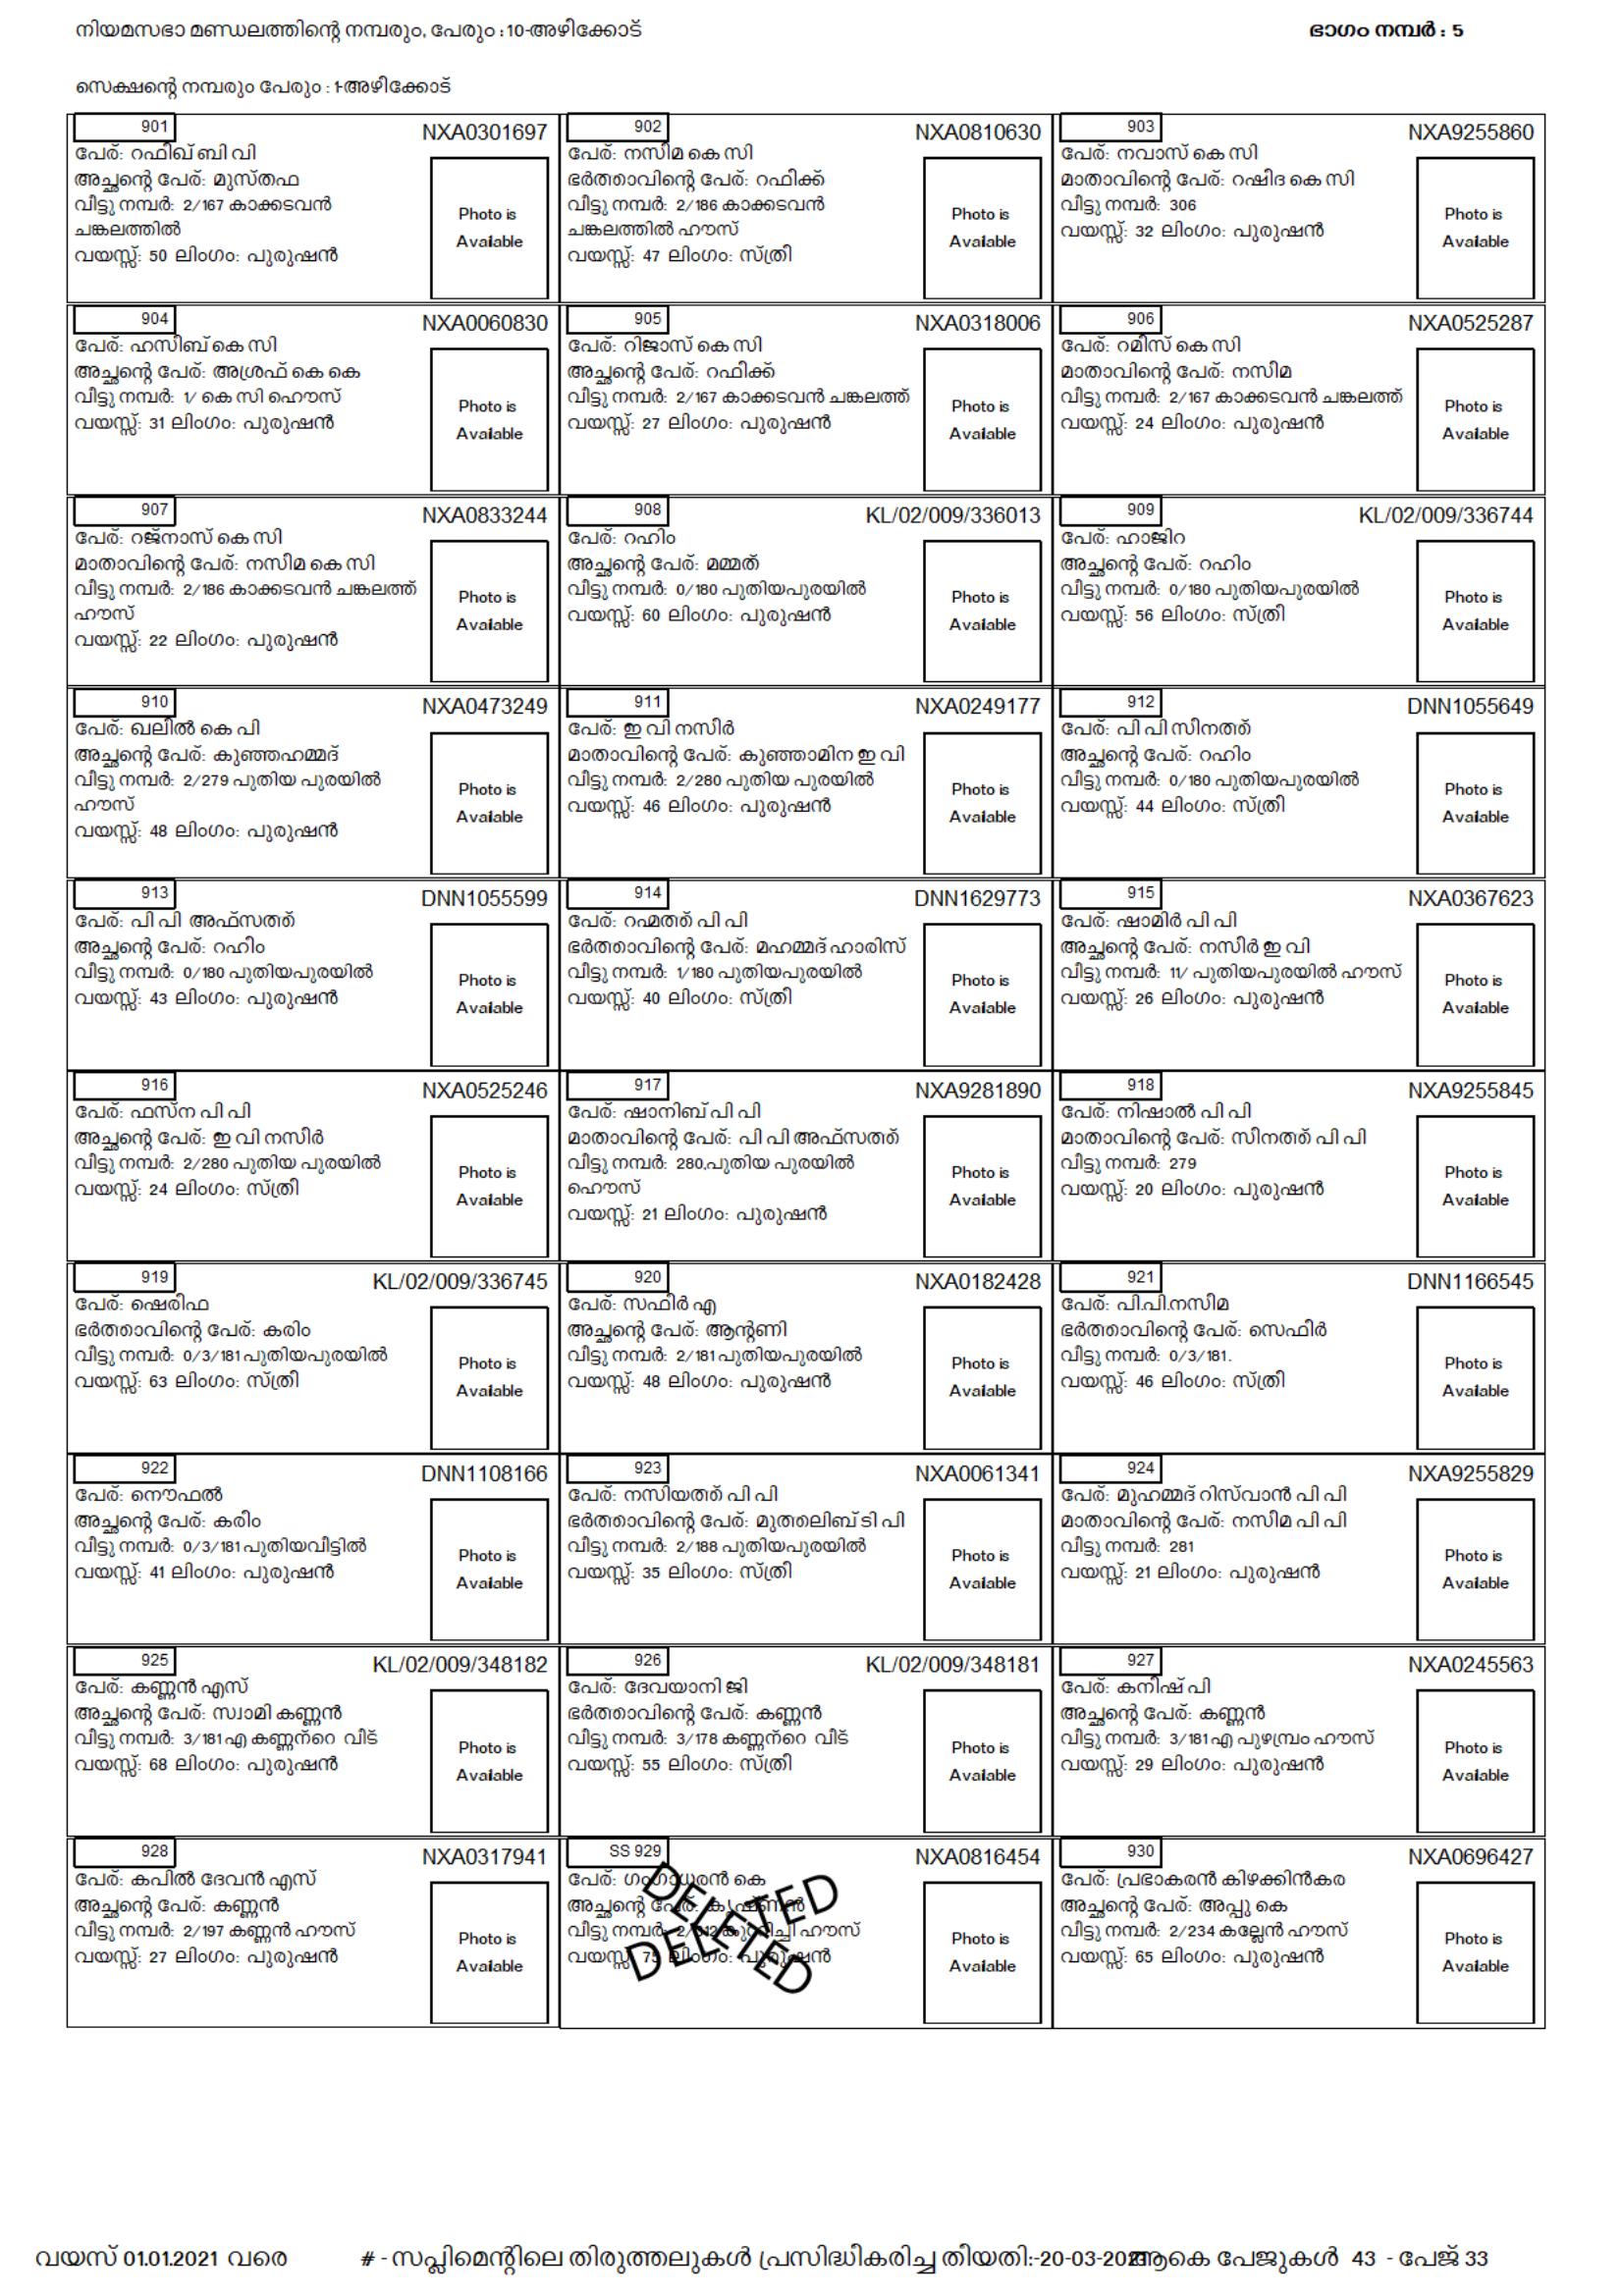 നിയമസഭാ മണ്ഡലത്തിന്റെ നമ്പരും, പേരും :10-അഴീക്കോട്
ഭാഗം നമ്പർ : 5
സെക്ഷന്റെ നമ്പരും പേരും : 1-അഴീക്കോട്
901
NXA0301697
പേര്: റഫീഖ് ബി വി
അച്ഛന്റെ പേര്: മുസ്തഫ
വീട്ടു നമ്പർ: 2/167 കാക്കടവൻ
ചങ്കലത്തിൽ
വയസ്സ്: 50 ലിംഗം: പുരുഷൻ
Photo is
Available
902
NXA0810630
പേര്: നസീമ കെ സി
ഭർത്താവിന്റെ പേര്: റഫീക്ക്
വീട്ടു നമ്പർ: 2/186 കാക്കടവൻ
ചങ്കലത്തിൽ ഹൗസ്
വയസ്സ്: 47 ലിംഗം: സ്ത്രീ
Photo is
Available
903
NXA9255860
പേര്: നവാസ് കെ സി
മാതാവിന്റെ പേര്: റഷീദ കെ സി
വീട്ടു നമ്പർ: 306
വയസ്സ്: 32 ലിംഗം: പുരുഷൻ
Photo is
Available
904
NXA0060830
പേര്: ഹസീബ് കെ സി
അച്ഛന്റെ പേര്: അശ്രഫ് കെ കെ
വീട്ടു നമ്പർ: 1/ കെ സി ഹൌസ്
വയസ്സ്: 31 ലിംഗം: പുരുഷൻ
Photo is
Available
905
NXA0318006
പേര്: റിജാസ് കെ സി
അച്ഛന്റെ പേര്: റഫീക്ക്
വീട്ടു നമ്പർ: 2/167 കാക്കടവൻ ചങ്കലത്ത്
വയസ്സ്: 27 ലിംഗം: പുരുഷൻ
Photo is
Available
906
NXA0525287
പേര്: റമീസ് കെ സി
മാതാവിന്റെ പേര്: നസീമ
വീട്ടു നമ്പർ: 2/167 കാക്കടവൻ ചങ്കലത്ത്
വയസ്സ്: 24 ലിംഗം: പുരുഷൻ
Photo is
Available
907
NXA0833244
പേര്: റജ്നാസ് കെ സി
മാതാവിന്റെ പേര്: നസീമ കെ സി
വീട്ടു നമ്പർ: 2/186 കാക്കടവൻ ചങ്കലത്ത്
ഹൗസ്
വയസ്സ്: 22 ലിംഗം: പുരുഷൻ
Photo is
Available
908
KL/02/009/336013
പേര്: റഹിം
അച്ഛന്റെ പേര്: മമ്മത്
വീട്ടു നമ്പർ: 0/180 പുതിയപുരയിൽ
വയസ്സ്: 60 ലിംഗം: പുരുഷൻ
Photo is
Available
909
KL/02/009/336744
പേര്: ഹാജിറ
അച്ഛന്റെ പേര്: റഹിം
വീട്ടു നമ്പർ: 0/180 പുതിയപുരയിൽ
വയസ്സ്: 56 ലിംഗം: സ്ത്രീ
Photo is
Available
910
NXA0473249
പേര്: ഖലീൽ കെ പി
അച്ഛന്റെ പേര്: കുഞ്ഞഹമ്മദ്
വീട്ടു നമ്പർ: 2/279 പുതിയ പുരയിൽ
ഹൗസ്
വയസ്സ്: 48 ലിംഗം: പുരുഷൻ
Photo is
Available
911
NXA0249177
പേര്: ഇ വി നസീർ
മാതാവിന്റെ പേര്: കുഞ്ഞാമിന ഇ വി
വീട്ടു നമ്പർ: 2/280 പുതിയ പുരയിൽ
വയസ്സ്: 46 ലിംഗം: പുരുഷൻ
Photo is
Available
912
DNN1055649
പേര്: പി പി സീനത്ത്
അച്ഛന്റെ പേര്: റഹിം
വീട്ടു നമ്പർ: 0/180 പുതിയപുരയിൽ
വയസ്സ്: 44 ലിംഗം: സ്ത്രീ
Photo is
Available
913
DNN1055599
പേര്: പി പി അഫ്സത്ത്
അച്ഛന്റെ പേര്: റഹീം
വീട്ടു നമ്പർ: 0/180 പുതിയപുരയിൽ
വയസ്സ്: 43 ലിംഗം: പുരുഷൻ
Photo is
Available
914
DNN1629773
പേര്: റഹ്മത്ത് പി പി
ഭർത്താവിന്റെ പേര്: മഹമ്മദ് ഹാരിസ്
വീട്ടു നമ്പർ: 1/180 പുതിയപുരയിൽ
വയസ്സ്: 40 ലിംഗം: സ്ത്രീ
Photo is
Available
915
NXA0367623
പേര്: ഷാമിർ പി പി
അച്ഛന്റെ പേര്: നസീർ ഇ വി
വീട്ടു നമ്പർ: 11/ പുതിയപുരയിൽ ഹൗസ്
വയസ്സ്: 26 ലിംഗം: പുരുഷൻ
Photo is
Available
916
NXA0525246
പേര്: ഫസ്ന പി പി
അച്ഛന്റെ പേര്: ഇ വി നസീർ
വീട്ടു നമ്പർ: 2/280 പുതിയ പുരയിൽ
വയസ്സ്: 24 ലിംഗം: സ്ത്രീ
Photo is
Available
917
NXA9281890
പേര്: ഷാനിബ് പി പി
മാതാവിന്റെ പേര്: പി പി അഫ്സത്ത്
വീട്ടു നമ്പർ: 280,പുതിയ പുരയിൽ
ഹൌസ്
വയസ്സ്: 21 ലിംഗം: പുരുഷൻ
Photo is
Available
918
NXA9255845
പേര്: നിഷാൽ പി പി
മാതാവിന്റെ പേര്: സീനത്ത് പി പി
വീട്ടു നമ്പർ: 279
വയസ്സ്: 20 ലിംഗം: പുരുഷൻ
Photo is
Available
919
KL/02/009/336745
പേര്: ഷെരീഫ
ഭർത്താവിന്റെ പേര്: കരിം
വീട്ടു നമ്പർ: 0/3/181 പുതിയപുരയിൽ
വയസ്സ്: 63 ലിംഗം: സ്ത്രീ
Photo is
Available
920
NXA0182428
പേര്: സഫീർ എ
അച്ഛന്റെ പേര്: ആന്റണി
വീട്ടു നമ്പർ: 2/181 പുതിയപുരയിൽ
വയസ്സ്: 48 ലിംഗം: പുരുഷൻ
Photo is
Available
921
DNN1166545
പേര്: പി.പി.നസീമ
ഭർത്താവിന്റെ പേര്: സെഫീർ
വീട്ടു നമ്പർ: 0/3/181.
വയസ്സ്: 46 ലിംഗം: സ്ത്രീ
Photo is
Available
922
DNN1108166
പേര്: നൌഫൽ
അച്ഛന്റെ പേര്: കരീം
വീട്ടു നമ്പർ: 0/3/181 പുതിയവീട്ടിൽ
വയസ്സ്: 41 ലിംഗം: പുരുഷൻ
Photo is
Available
923
NXA0061341
പേര്: നസിയത്ത് പി പി
ഭർത്താവിന്റെ പേര്: മുത്തലിബ് ടി പി
വീട്ടു നമ്പർ: 2/188 പുതിയപുരയിൽ
വയസ്സ്: 35 ലിംഗം: സ്ത്രീ
Photo is
Available
924
NXA9255829
പേര്: മുഹമ്മദ് റിസ്‌വാൻ പി പി
മാതാവിന്റെ പേര്: നസീമ പി പി
വീട്ടു നമ്പർ: 281
വയസ്സ്: 21 ലിംഗം: പുരുഷൻ
Photo is
Available
925
KL/02/009/348182
പേര്: കണ്ണൻ എസ്
അച്ഛന്റെ പേര്: സ്വാമി കണ്ണൻ
വീട്ടു നമ്പർ: 3/181 എ കണ്ണന്റെ വീട്
വയസ്സ്: 68 ലിംഗം: പുരുഷൻ
Photo is
Available
926
KL/02/009/348181
പേര്: ദേവയാനി ജി
ഭർത്താവിന്റെ പേര്: കണ്ണൻ
വീട്ടു നമ്പർ: 3/178 കണ്ണന്റെ വീട്
വയസ്സ്: 55 ലിംഗം: സ്ത്രീ
Photo is
Available
927
NXA0245563
പേര്: കനീഷ് പി
അച്ഛന്റെ പേര്: കണ്ണൻ
വീട്ടു നമ്പർ: 3/181 എ പുഴമ്പ്രം ഹൗസ്
വയസ്സ്: 29 ലിംഗം: പുരുഷൻ
Photo is
Available
928
NXA0317941
പേര്: കപിൽ ദേവൻ എസ്
അച്ഛന്റെ പേര്: കണ്ണൻ
വീട്ടു നമ്പർ: 2/197 കണ്ണൻ ഹൗസ്
വയസ്സ്: 27 ലിംഗം: പുരുഷൻ
Photo is
Available
SS 929
NXA0816454
പേര്: ഗംഗാധരൻ കെ
അച്ഛന്റെ പേര്: കൃഷ്ണൻ
വീട്ടു നമ്പർ: ഹൗസ്
വയസ്സ്: 75 ലിംഗം: പുരുഷൻ
DELETED
DELETED
Photo is
Available
930
NXA0696427
പേര്: പ്രഭാകരൻ കിഴക്കിൻകര
അച്ഛന്റെ പേര്: അപ്പു കെ
വീട്ടു നമ്പർ: 2/234 കല്ലേൻ ഹൗസ്
വയസ്സ്: 65 ലിംഗം: പുരുഷൻ
Photo is
Available
വയസ് 01.01.2021 വരെ
# - സപ്ലിമെന്റിലെ തിരുത്തലുകൾ പ്രസിദ്ധീകരിച്ച തീയതി:-20-03-2021
ആകെ പേജുകൾ 43 - പേജ് 33